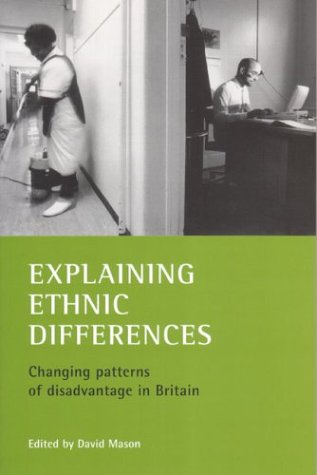 EXPLAINING
ETHNIC
DIFFERENCES
Changing patterns
of disadvantage in Britain
Edited by David Mason